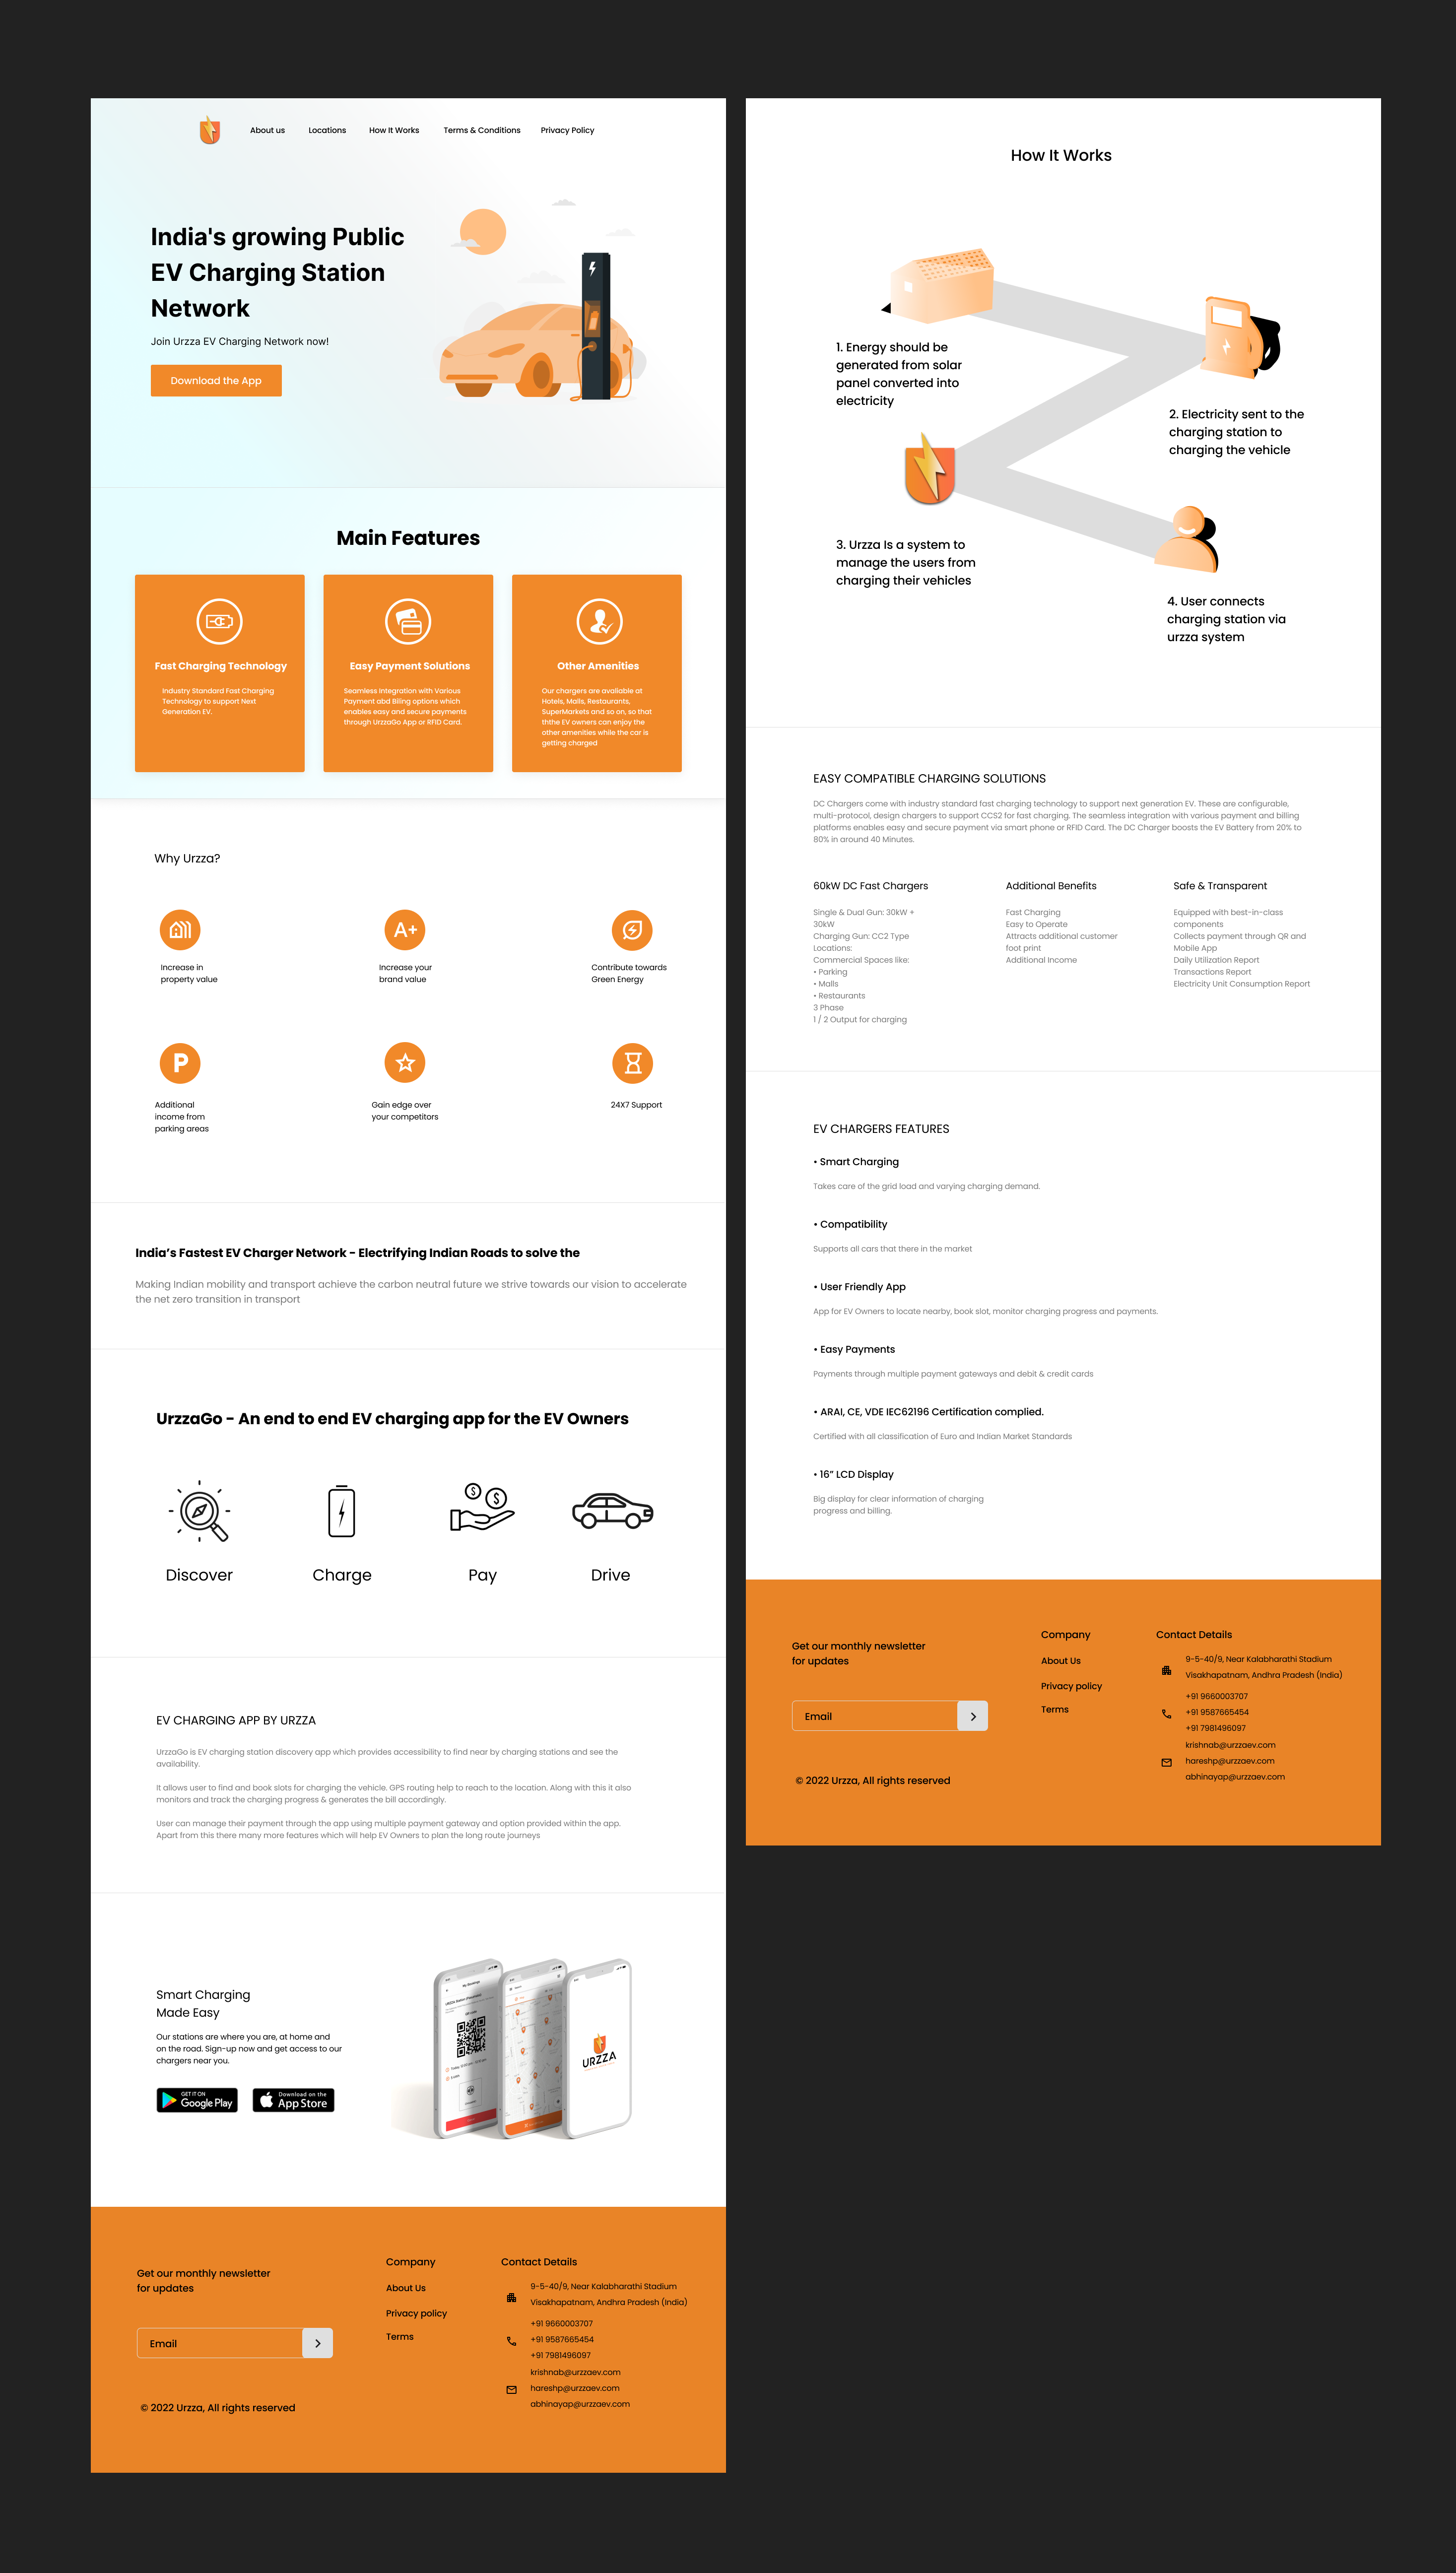 About us
Locations
How It Works
Terms & Conditions
Privacy Policy
India's growing Public
EV Charging Station
Network
Join Urzza EV Charging Network now!
Download the App
Main Features
Fast Charging Technology
Industry Standard Fast Charging
Technology to support Next
Generation EV.
Easy Payment Solutions
Seamless integration with Various
Payment abd Billing options which
enables easy and secure payments
through UrzzaGo App or RFID Card.
Other Amenities
Our chargers are available at
Hotels, Malls, Restaurants,
SuperMarkets and so on, so that
ththe EV owners can enjoy the
other amenities while the car is
getting charged
Why Urzza?
Increase in
property value
A+
Increase your
brand value
Contribute towards
Green Energy
P
Additional
income from
parking areas
Gain edge over
your competitors
24X7 Support
India’s Fastest EV Charger Network - Electrifying Indian Roads to solve the
Making Indian mobility and transport achieve the carbon neutral future we strive towards our vision to accelerate
the net zero transition in transport
UrzzaGo - An end to end EV charging app for the EV Owners
Discover
Charge
Pay
Drive
EV CHARGING APP BY URZZA
UrzzaGo is EV charging station discovery app which provides accessibility to find near by charging stations and see the
availability.
It allows user to find and book slots for charging the vehicle. GPS routing help to reach to the location. Along with this it also
monitors and track the charging progress & generates the bill accordingly.
User can manage their payment through the app using multiple payment gateway and option provided within the app.
Apart from this there many more features which will help EV Owners to plan the long route journeys
Smart Charging
Made Easy
Our stations are where you are, at home and
on the road. Sign-up now and get access to our
chargers near you.
GET IT ON
Google Play
Download on the
App Store
URZZA
Get our monthly newsletter
for updates
Email
© 2022 Urzza, All rights reserved
Company
About Us
Privacy policy
Terms
Contact Details
9-5-40/9, Near Kalabharathi Stadium
Visakhapatnam, Andhra Pradesh (India)
+91 9660003707
+91 9587665454
+91 7981496097
krishnab@urzzaev.com
hareshp@urzzaev.com
abhinayap@urzzaev.com
How It Works
1. Energy should be
generated from solar
panel converted into
electricity
2. Electricity sent to the
charging station to
charging the vehicle
3. Urzza Is a system to
manage the users from
charging their vehicles
4. User connects
charging station via
urzza system
EASY COMPATIBLE CHARGING SOLUTIONS
DC Chargers come with industry standard fast charging technology to support next generation EV. These are configurable,
multi-protocol, design chargers to support CCS2 for fast charging. The seamless integration with various payment and billing
platforms enables easy and secure payment via smart phone or RFID Card. The DC Charger boosts the EV Battery from 20% to
80% in around 40 Minutes.
60kW DC Fast Chargers
Single & Dual Gun: 30kW +
30kW
Charging Gun: CC2 Type
Locations:
Commercial Spaces like:
• Parking
• Malls
• Restaurants
3 Phase
1 / 2 Output for charging
Additional Benefits
Fast Charging
Easy to Operate
Attracts additional customer
foot print
Additional Income
Safe & Transparent
Equipped with best-in-class
components
Collects payment through QR and
Mobile App
Daily Utilization Report
Transactions Report
Electricity Unit Consumption Report
EV CHARGERS FEATURES
• Smart Charging
Takes care of the grid load and varying charging demand.
• Compatibility
Supports all cars that there in the market
• User Friendly App
App for EV Owners to locate nearby, book slot, monitor charging progress and payments.
• Easy Payments
Payments through multiple payment gateways and debit & credit cards
• ARAI, CE, VDE IEC62196 Certification complied.
Certified with all classification of Euro and Indian Market Standards
• 16” LCD Display
Big display for clear information of charging
progress and billing.
Get our monthly newsletter
for updates
Email
© 2022 Urzza, All rights reserved
Company
About Us
Privacy policy
Terms
Contact Details
9-5-40/9, Near Kalabharathi Stadium
Visakhapatnam, Andhra Pradesh (India)
+91 9660003707
+91 9587665454
+91 7981496097
krishnab@urzzaev.com
hareshp@urzzaev.com
abhinayap@urzzaev.com